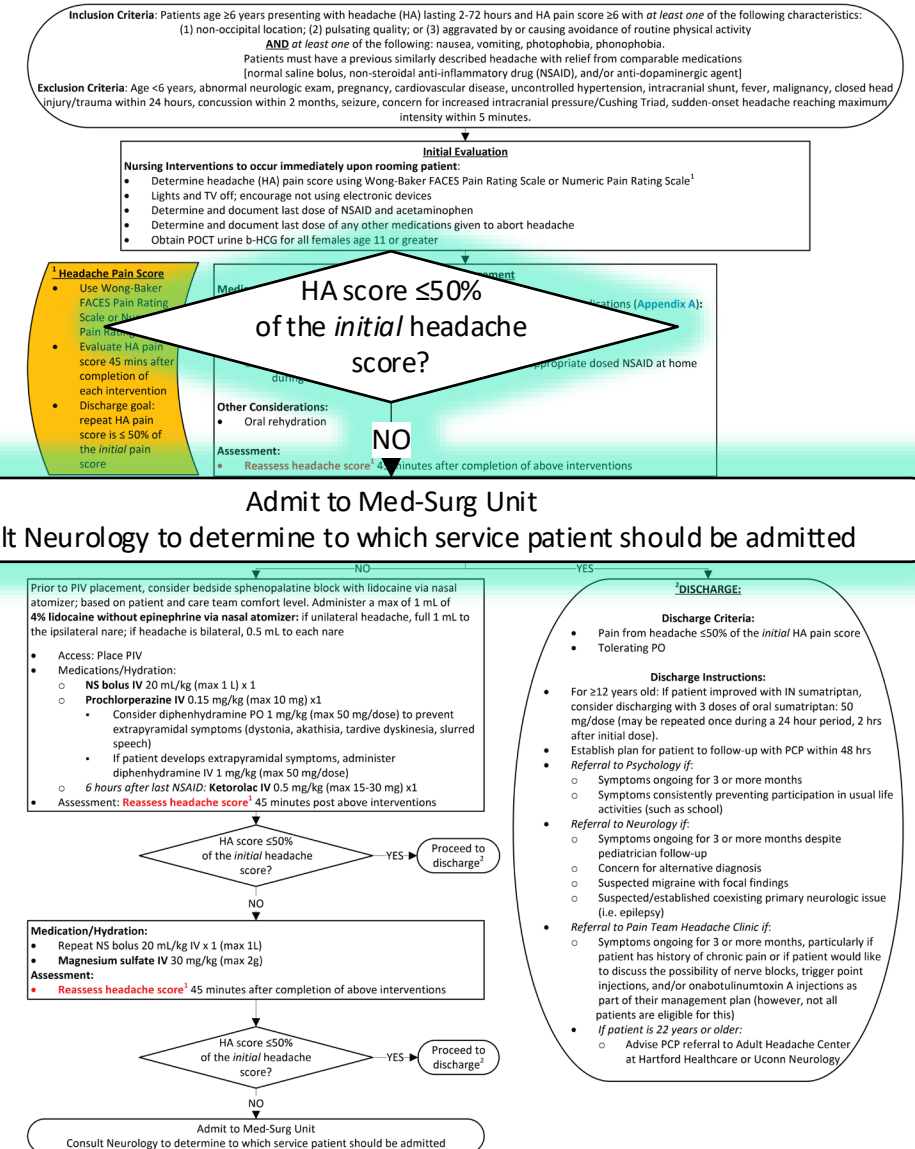 Inclusion Criteria: Patients age ≥6 years presenting with headache (HA) lasting 2-72 hours and HA pain score ≥6 with at least one of the following characteristics:
(1) non-occipital location; (2) pulsating quality; or (3) aggravated by or causing avoidance of routine physical activity
AND at least one of the following: nausea, vomiting, photophobia, phonophobia.
Patients must have a previous similarly described headache with relief from comparable medications
[normal saline bolus, non-steroidal anti-inflammatory drug (NSAID), and/or anti-dopaminergic agent]
Exclusion Criteria: Age <6 years, abnormal neurologic exam, pregnancy, cardiovascular disease, uncontrolled hypertension, intracranial shunt, fever, malignancy, closed head
injury/trauma within 24 hours, concussion within 2 months, seizure, concern for increased intracranial pressure/Cushing Triad, sudden-onset headache reaching maximum
intensity within 5 minutes.
Initial Evaluation
Nursing Interventions to occur immediately upon rooming patient:
• Determine headache (HA) pain score using Wong-Baker FACES Pain Rating Scale or Numeric Pain Rating Scale1
• Lights and TV off; encourage not using electronic devices
• Determine and document last dose of NSAID and acetaminophen
• Determine and document last dose of any other medications given to abort headache
• Obtain POCT urine b-HCG for all females age 11 or greater
1 Headache Pain Score
• Use Wong-Baker
FACES Pain Rating
Scale or
Pain
• Evaluate HA pain
score 45 mins after
completion of
each intervention
• Discharge goal:
repeat HA pain
score is ≤ 50% of
the initial pain
score
(Appendix A):
dosed NSAID at home
Other Considerations:
• Oral rehydration
Assessment:
• Reassess headache score1 minutes after completion of above interventions
HA score ≤50%
of the initial headache
score?
NO
Admit to Med-Surg Unit
lt Neurology to determine to which service patient should be admitted
NO
YES
Prior to PIV placement, consider bedside sphenopalatine block with lidocaine via nasal
atomizer; based on patient and care team comfort level. Administer a max of 1 mL of
4% lidocaine without epinephrine via nasal atomizer: if unilateral headache, full 1 mL to
the ipsilateral nare; if headache is bilateral, 0.5 mL to each nare
• Access: Place PIV
• Medications/Hydration:
o NS bolus IV 20 mL/kg (max 1 L) x 1
o Prochlorperazine IV 0.15 mg/kg (max 10 mg) x1
▪ Consider diphenhydramine PO 1 mg/kg (max 50 mg/dose) to prevent
extrapyramidal symptoms (dystonia, akathisia, tardive dyskinesia, slurred
speech)
▪ If patient develops extrapyramidal symptoms, administer
diphenhydramine IV 1 mg/kg (max 50 mg/dose)
o 6 hours after last NSAID: Ketorolac IV 0.5 mg/kg (max 15-30 mg) x1
• Assessment: Reassess headache score1 45 minutes post above interventions
HA score ≤50%
of the initial headache
score?
YES
Proceed to
discharge2
NO
Medication/Hydration:
• Repeat NS bolus 20 mL/kg IV x 1 (max 1L)
• Magnesium sulfate IV 30 mg/kg (max 2g)
Assessment:
• Reassess headache score1 45 minutes after completion of above interventions
HA score ≤50%
of the initial headache
score?
YES
Proceed to
discharge2
NO
Admit to Med-Surg Unit
Consult Neurology to determine to which service patient should be admitted
2DISCHARGE:
Discharge Criteria:
• Pain from headache ≤50% of the initial HA pain score
• Tolerating PO
Discharge Instructions:
• For ≥12 years old: If patient improved with IN sumatriptan,
consider discharging with 3 doses of oral sumatriptan: 50
mg/dose (may be repeated once during a 24 hour period, 2 hrs
after initial dose).
• Establish plan for patient to follow-up with PCP within 48 hrs
• Referral to Psychology if:
o Symptoms ongoing for 3 or more months
o Symptoms consistently preventing participation in usual life
activities (such as school)
• Referral to Neurology if:
o Symptoms ongoing for 3 or more months despite
pediatrician follow-up
o Concern for alternative diagnosis
o Suspected migraine with focal findings
o Suspected/established coexisting primary neurologic issue
(i.e. epilepsy)
• Referral to Pain Team Headache Clinic if:
o Symptoms ongoing for 3 or more months, particularly if
patient has history of chronic pain or if patient would like
to discuss the possibility of nerve blocks, trigger point
injections, and/or onabotulinumtoxin A injections as
part of their management plan (however, not all
patients are eligible for this)
• If patient is 22 years or older:
o Advise PCP referral to Adult Headache Center
at Hartford Healthcare or Uconn Neurology